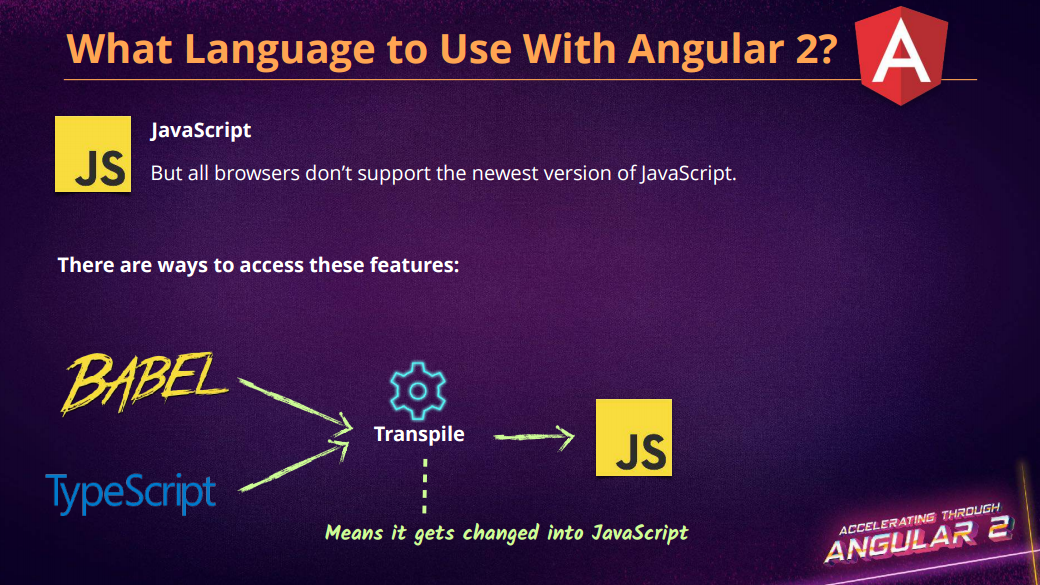 What Language to Use With Angular 2?
A
JS
JavaScript
But all browsers don’t support the newest version of JavaScript.
There are ways to access these features:
BABEL
TypeScript
Transpile
JS
Means it gets changed into JavaScript
ACCELERATING THROUGH
ANGULAR 2